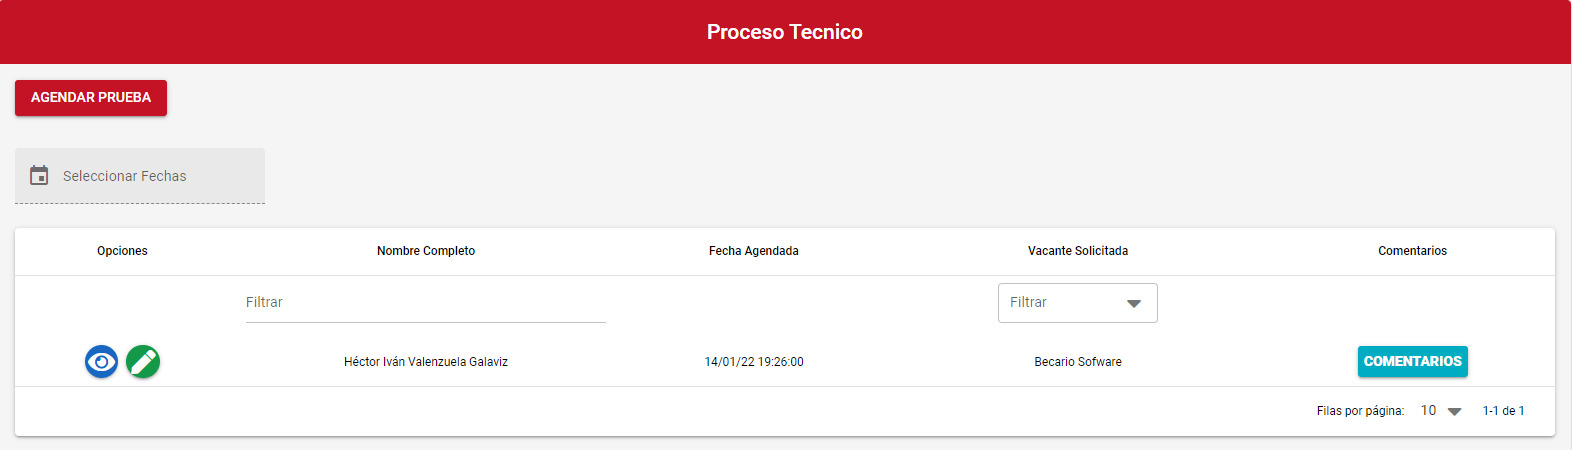 Proceso Tecnico
AGENDAR PRUEBA
Seleccionar Fechas
Opciones Nombre Completo Fecha Agendada Vacante Solicitada Comentarios
Filtrar Filtrar
Héctor Iván Valenzuela Galaviz 14/01/22 19:26:00 Becario Sofware COMENTARIOS
Filas por página: 10 1-1 de 1